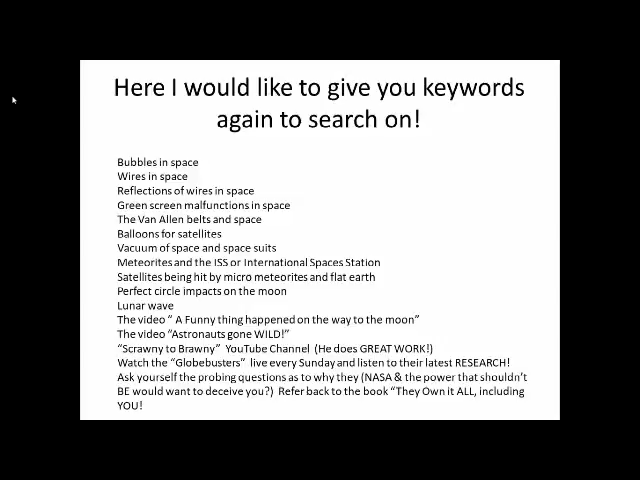 Here I would like to give you keywords
again to search on!
Bubbles in space
Wires in space
Reflections of wires in space
Green screen malfunctions in space
The Van Allen belts and space
Balloons for satellites
Vacuum of space and space suits
Meteorites and the ISS or International Spaces Station
Satellites being hit by micro meteorites and flat earth
Perfect circle impacts on the moon
Lunar wave
The video “ A Funny thing happened on the way to the moon”
The video “Astronauts gone WILD!”
“Scrawny to Brawny” YouTube Channel (He does GREAT WORK!)
Watch the “Globebusters” live every Sunday and listen to their latest RESEARCH!
Ask yourself the probing questions as to why they (NASA & the power that shouldn’t
BE would want to deceive you?) Refer back to the book “They Own it ALL, including
YOU!